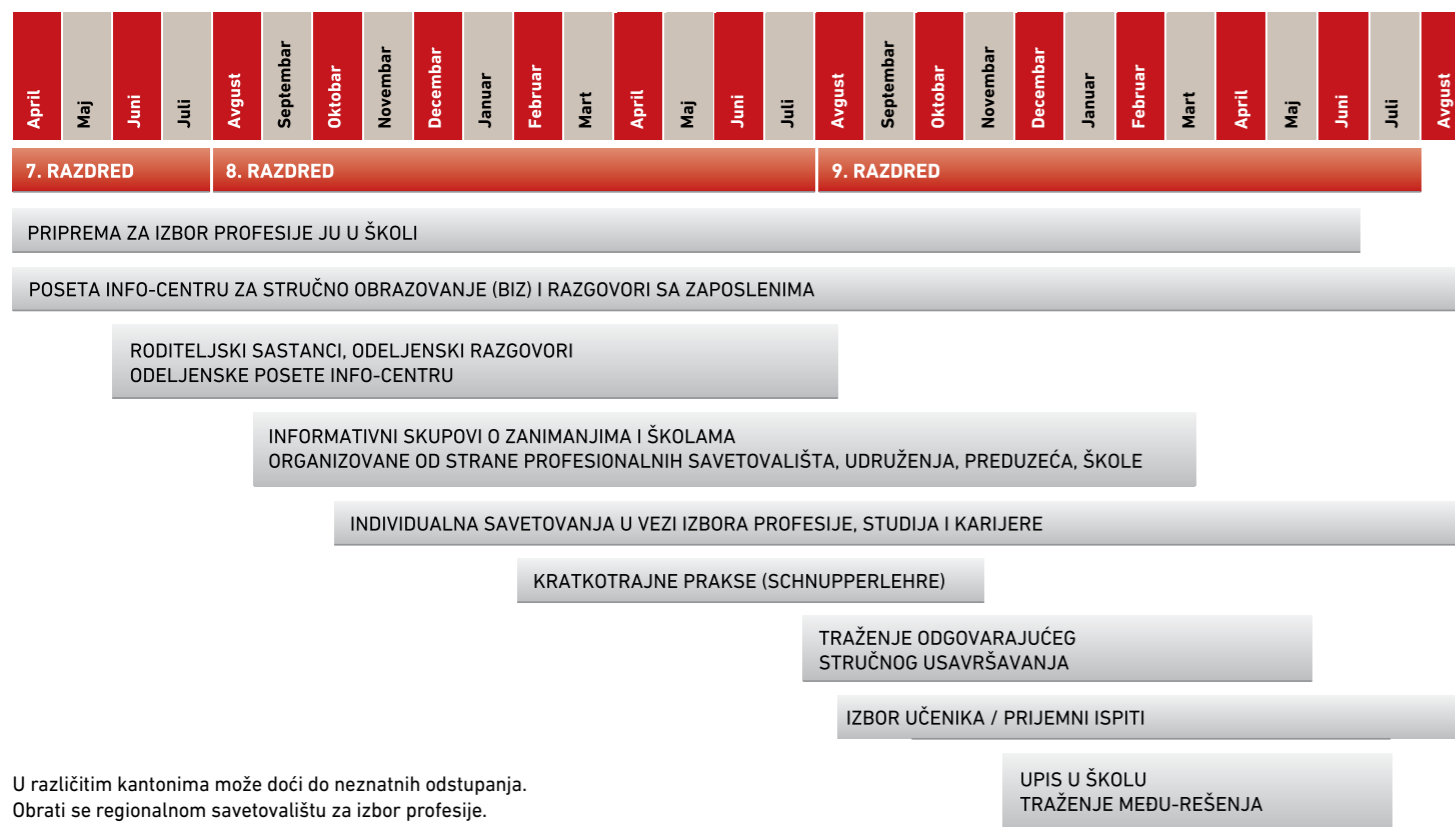 April
Maj
Juni
Juli
Avgust
Septembar
Oktobar
Novembar
Decembar
Januar
Februar
Mart
April
Maj
Juni
Juli
Avgust
Septembar
Oktobar
Novembar
Decembar
Januar
Februar
Mart
April
Maj
Juni
Juli
Avgust
7. RAZDRED
8. RAZDRED
9. RAZDRED
PRIPREMA ZA IZBOR PROFESIJE JU U ŠKOLI
POSETA INFO-CENTRU ZA STRUČNO OBRAZOVANJE (BIZ) I RAZGOVORI SA ZAPOSLENIMA
RODITELJSKI SASTANCI, ODELJENSKI RAZGOVORI
ODELJENSKE POSETE INFO-CENTRU
INFORMATIVNI SKUPOVI O ZANIMANJIMA I ŠKOLAMA
ORGANIZOVANE OD STRANE PROFESIONALNIH SAVETOVALIŠTA, UDRUŽENJA, PREDUZEĆA, ŠKOLE
INDIVIDUALNA SAVETOVANJA U VEZI IZBORA PROFESIJE, STUDIJA I KARIJERE
KRATKOTRAJNE PRAKSE (SCHNUPPERLEHRE)
TRAŽENJE ODGOVARAJUĆEG
STRUČNOG USAVRŠAVANJA
IZBOR UČENIKA / PRIJEMNI ISPITI
UPIS U ŠKOLU
TRAŽENJE MEĐU-REŠENJA
U različitim kantonima može doći do neznatnih odstupanja.
Obrati se regionalnom savetovalištu za izbor profesije.